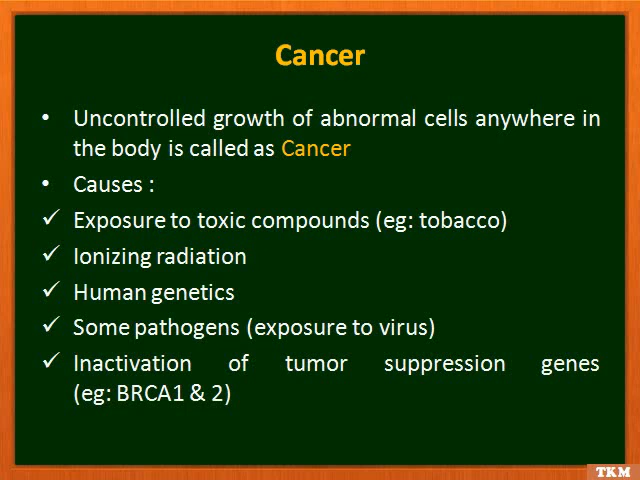 Cancer
• Uncontrolled growth of abnormal cells anywhere in
the body is called as Cancer
• Causes :
✓ Exposure to toxic compounds (eg: tobacco)
✓ Ionizing radiation
✓ Human genetics
✓ Some pathogens (exposure to virus)
✓ Inactivation of tumor suppression genes
(eg: BRCA1 & 2)
TKM